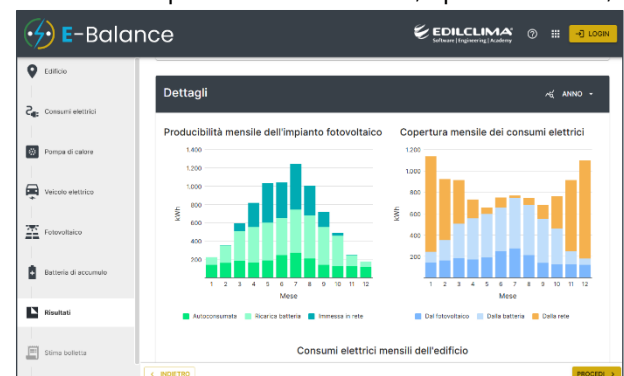 E-Balance
EDILCLIMA
Software | Engineering | Academy
LOGIN
Edificio
Consumi elettrici
Pompa di calore
Veicolo elettrico
Fotovoltaico
Batteria di accumulo
Risultati
Stima bolletta
Dettagli
ANNO
Producibilità mensile dell'impianto fotovoltaico
1.400
1.200
1.000
800
600
400
200
kWh
1 2 3 4 5 6 7 8 9 10 11 12
Mese
Autoconsumata
Ricarica batteria
Immessa in rete
Copertura mensile dei consumi elettrici
1.200
1.000
800
600
400
200
kWh
1 2 3 4 5 6 7 8 9 10 11 12
Mese
Dal fotovoltaico
Dalla batteria
Dalla rete
Consumi elettrici mensili dell'edificio
< INDIETRO
PROCEDI >